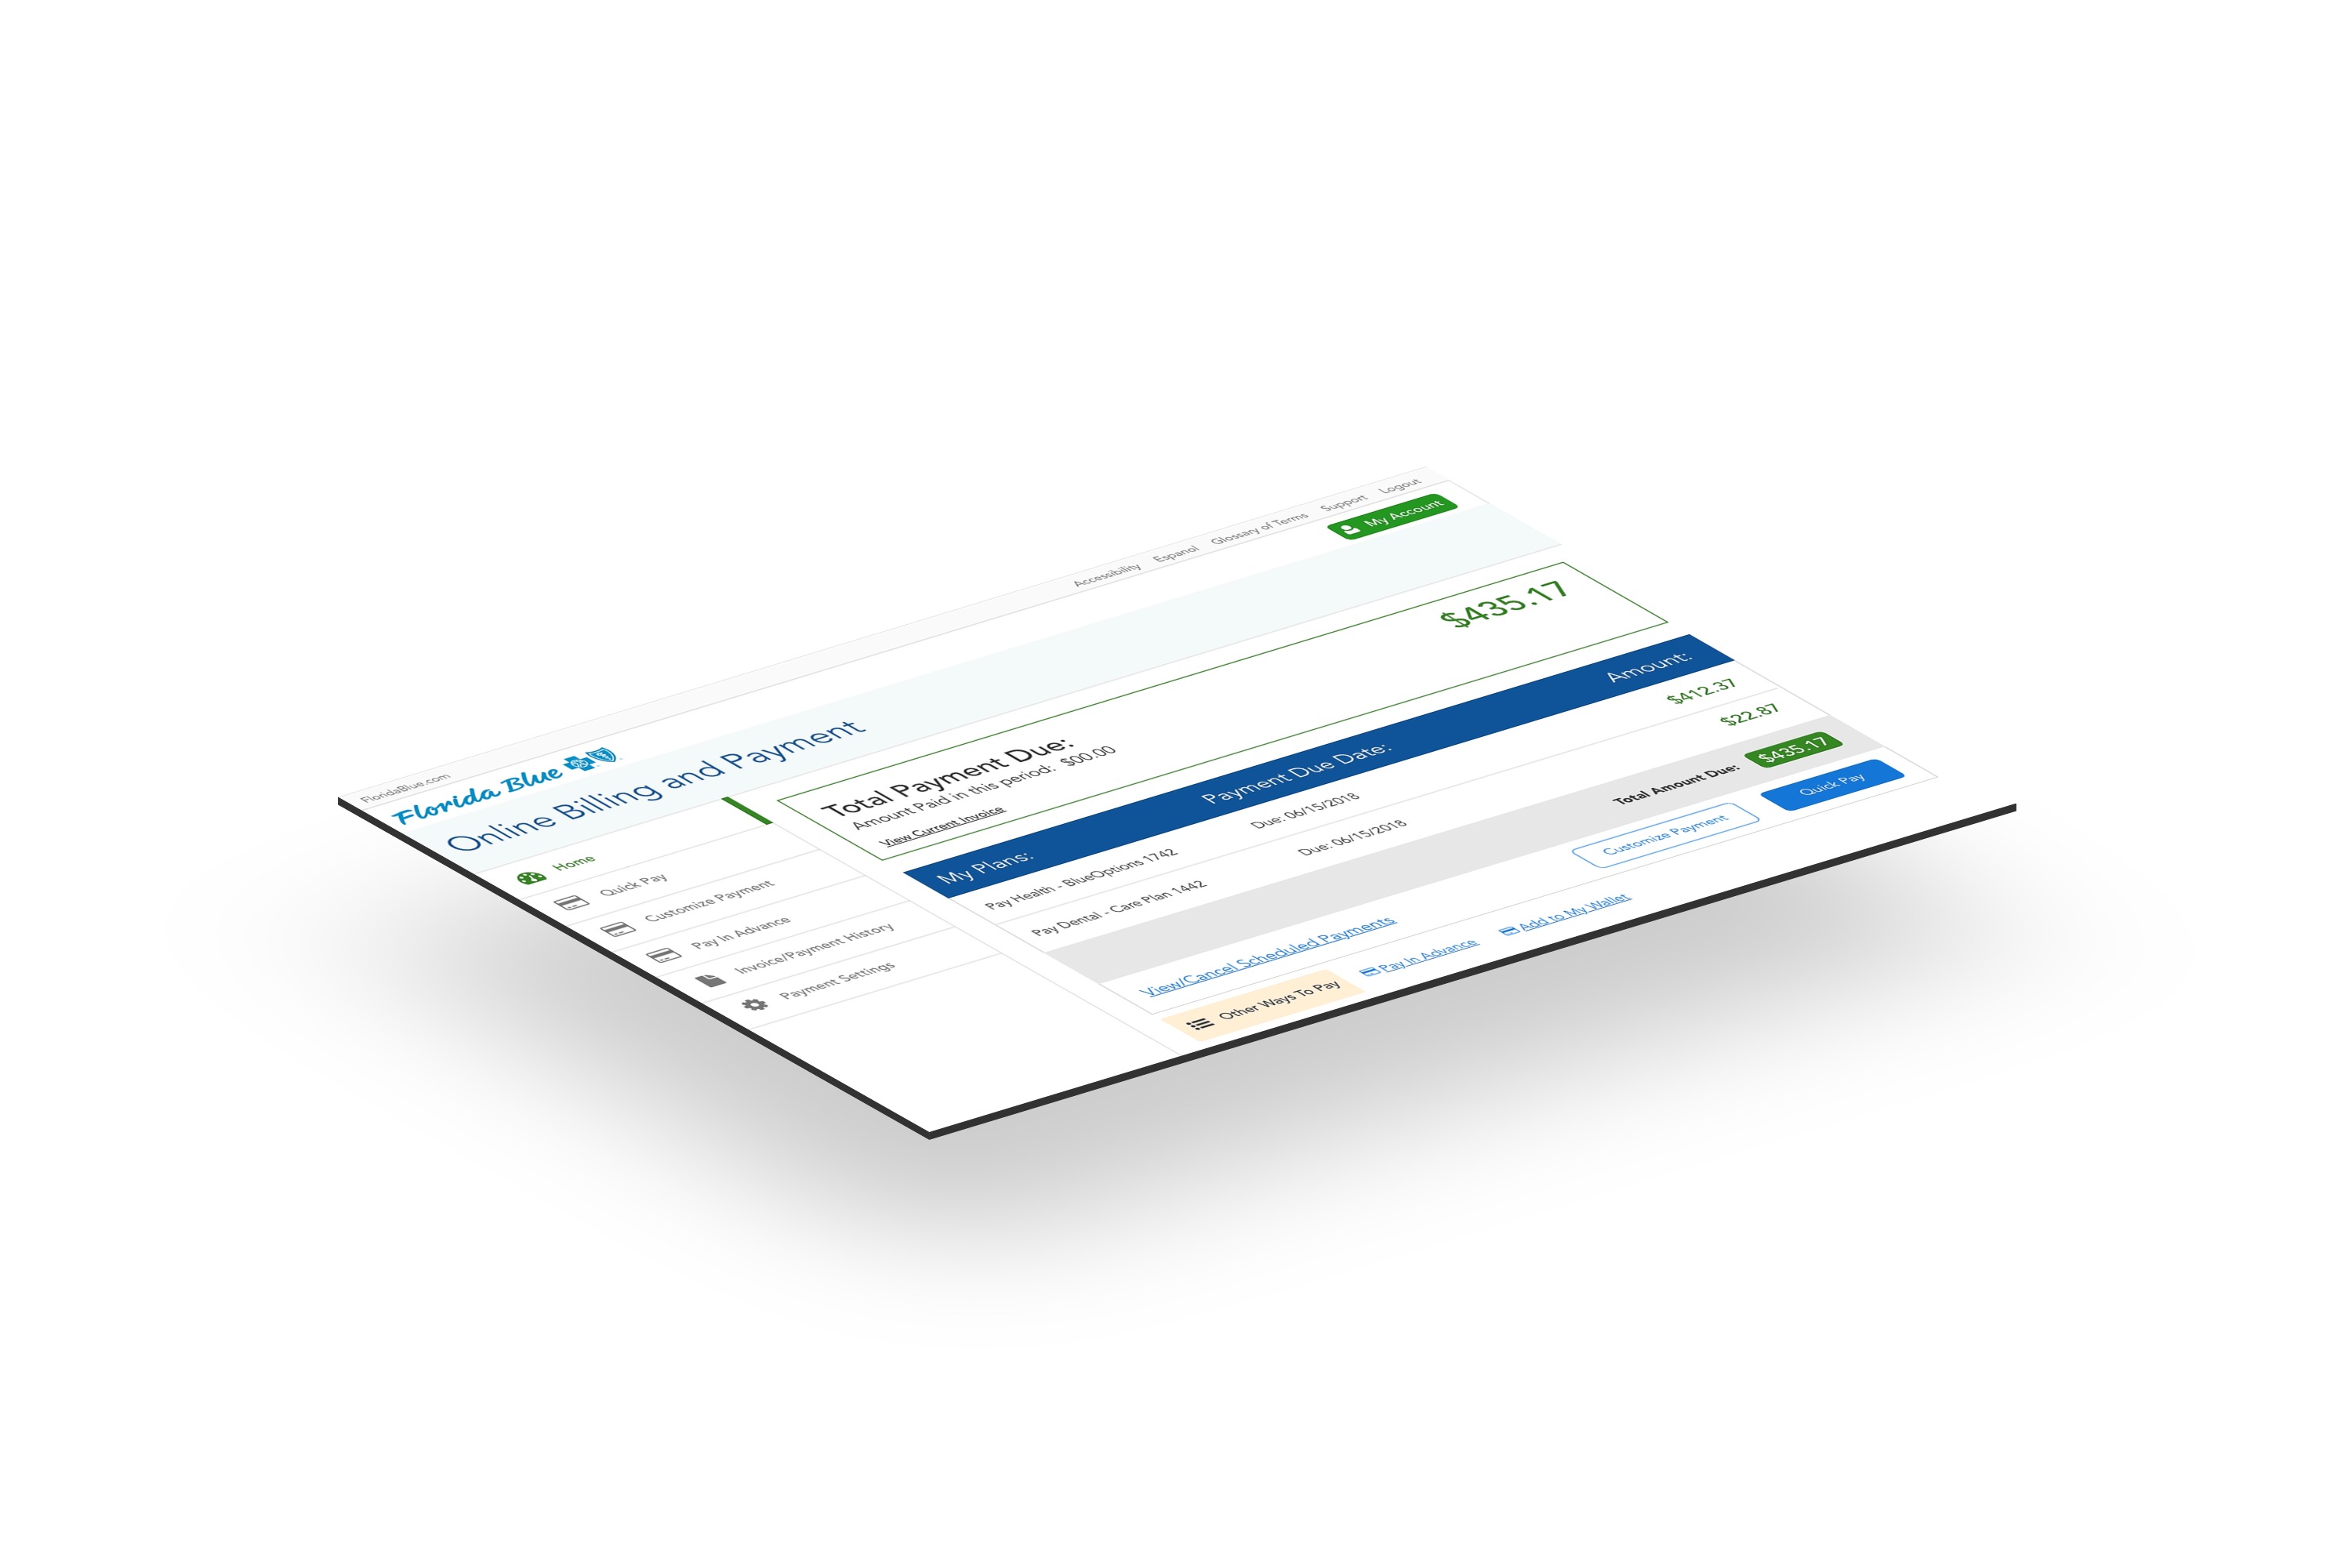 FloridaBlue.com Accessibility Espanol Glossary of Terms Support Logout
Florida Blue My Account
Online Billing and Payment
Home
Quick Pay
Customize Payment
Pay In Advance
Invoice/Payment History
Payment Settings
Total Payment Due: $435.17
Amount Paid in this period: $00.00
View Current Invoice
My Plans: Payment Due Date: Amount:
Pay Health - BlueOptions 1742 Due: 06/15/2018 $412.37
Pay Dental - Care Plan 1442 Due: 06/15/2018 $22.87
Total Amount Due: $435.17
View/Cancel Scheduled Payments Customize Payment Quick Pay
Other Ways To Pay Pay In Advance Add to My Wallet